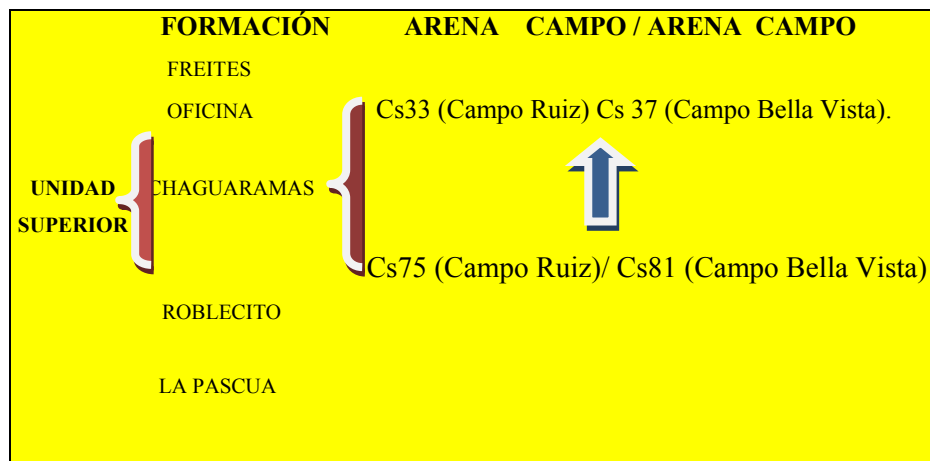 FORMACIÓN ARENA CAMPO / ARENA CAMPO
FREITES
OFICINA Cs33 (Campo Ruiz) Cs 37 (Campo Bella Vista).
UNIDAD CHAGUARAMAS
SUPERIOR
Cs75 (Campo Ruiz)/ Cs81 (Campo Bella Vista)
ROBLECITO
LA PASCUA